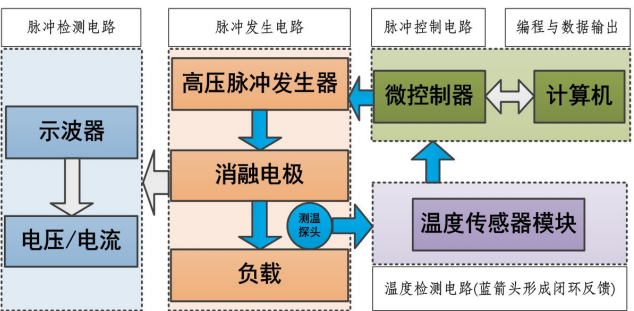 脉冲检测电路
脉冲发生电路
脉冲控制电路
编程与数据输出
高压脉冲发生器
微控制器
计算机
示波器
消融电极
测温
探头
温度传感器模块
电压/电流
负载
温度检测电路(蓝箭头形成闭环反馈)